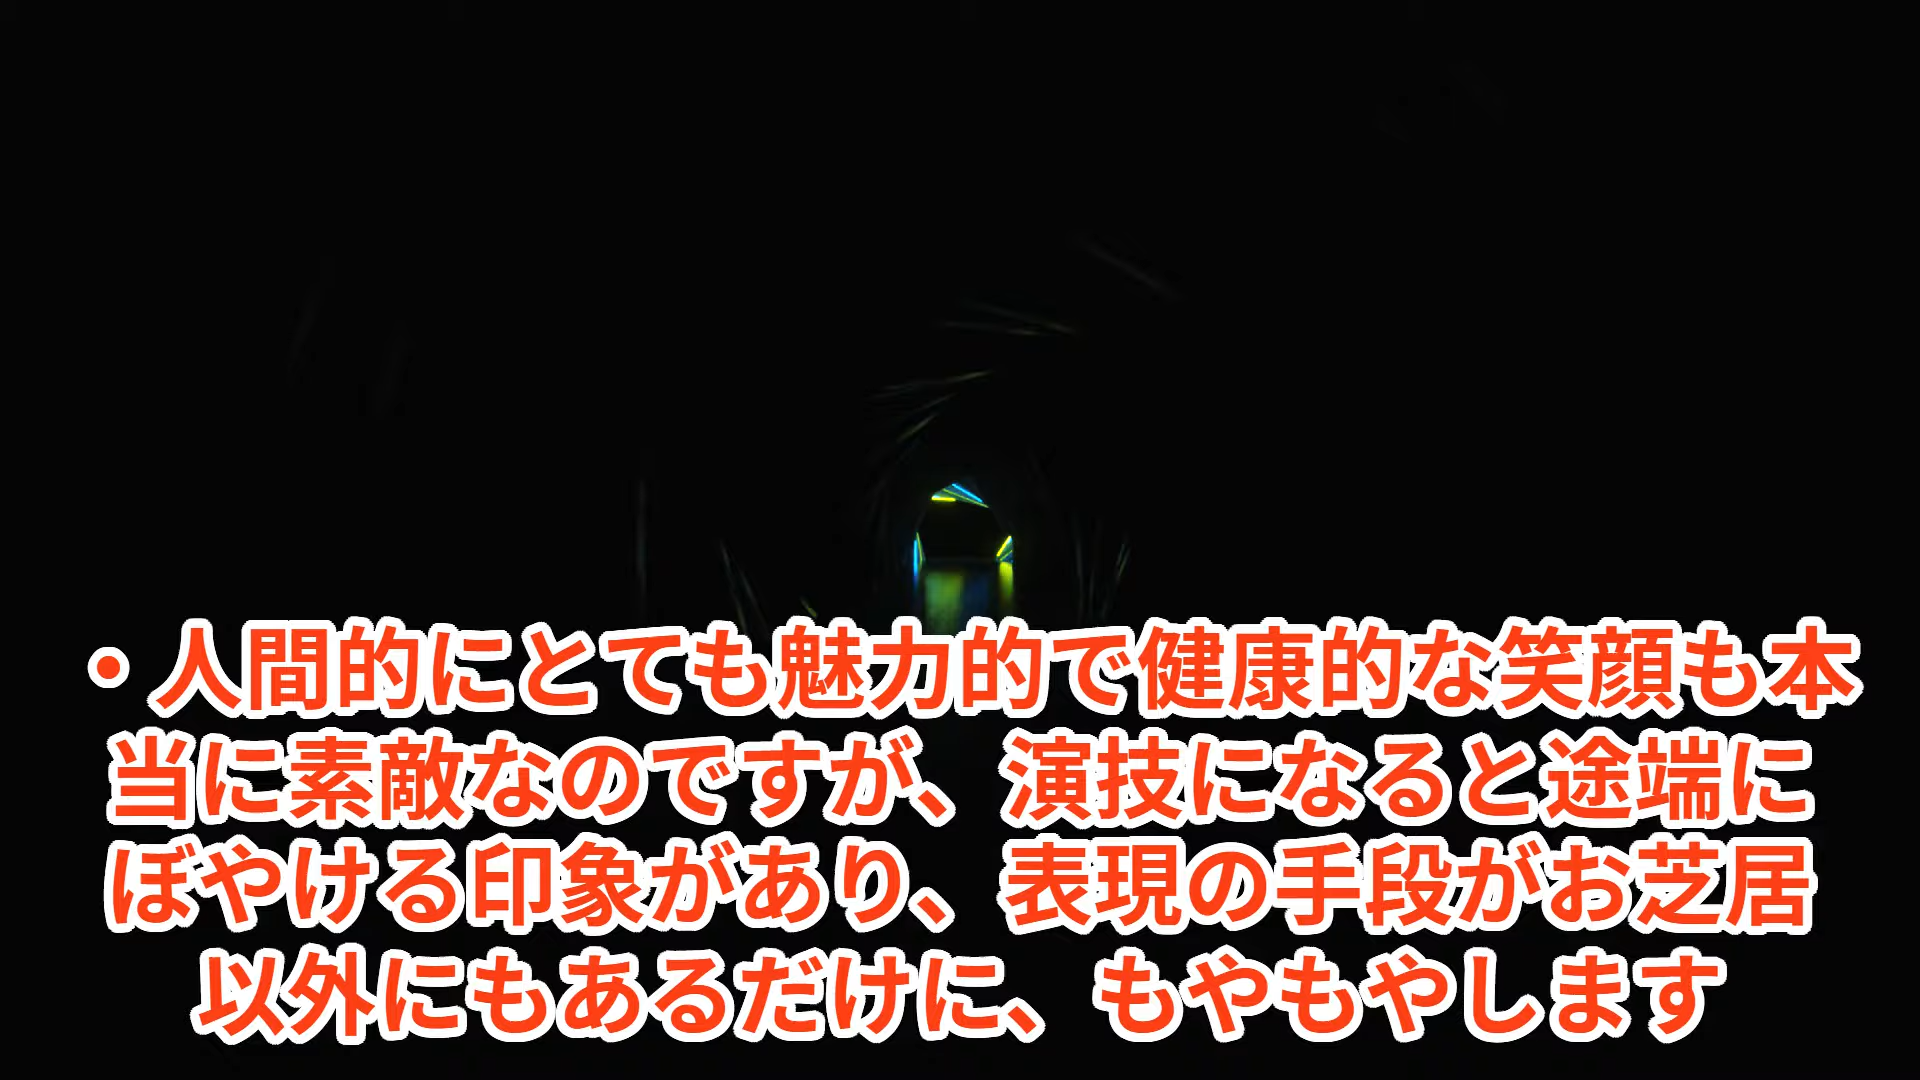 ・人間的にとても魅力的で健康的な笑顔も本
当に素敵なのですが、演技になると途端に
ぼやける印象があり、表現の手段がお芝居
以外にもあるだけに、もやもやします